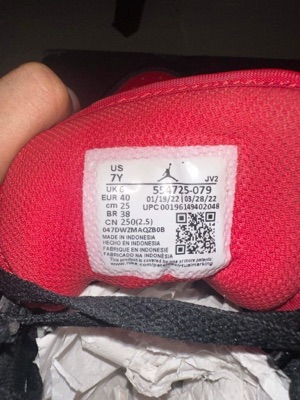 US
7Y
JV2
UK 6 554725-079
EUR 40 01/19/22 03/28/22
cm 25 UPC 00196149402048
BR 38
CN 250(2.5)
047DWZMAQZB0B
MADE IN INDONESIA
HECHO EN INDONESIA
FABRIQUÉ EN INDONÉSIE
FABRICADO NA INDONÉSIA